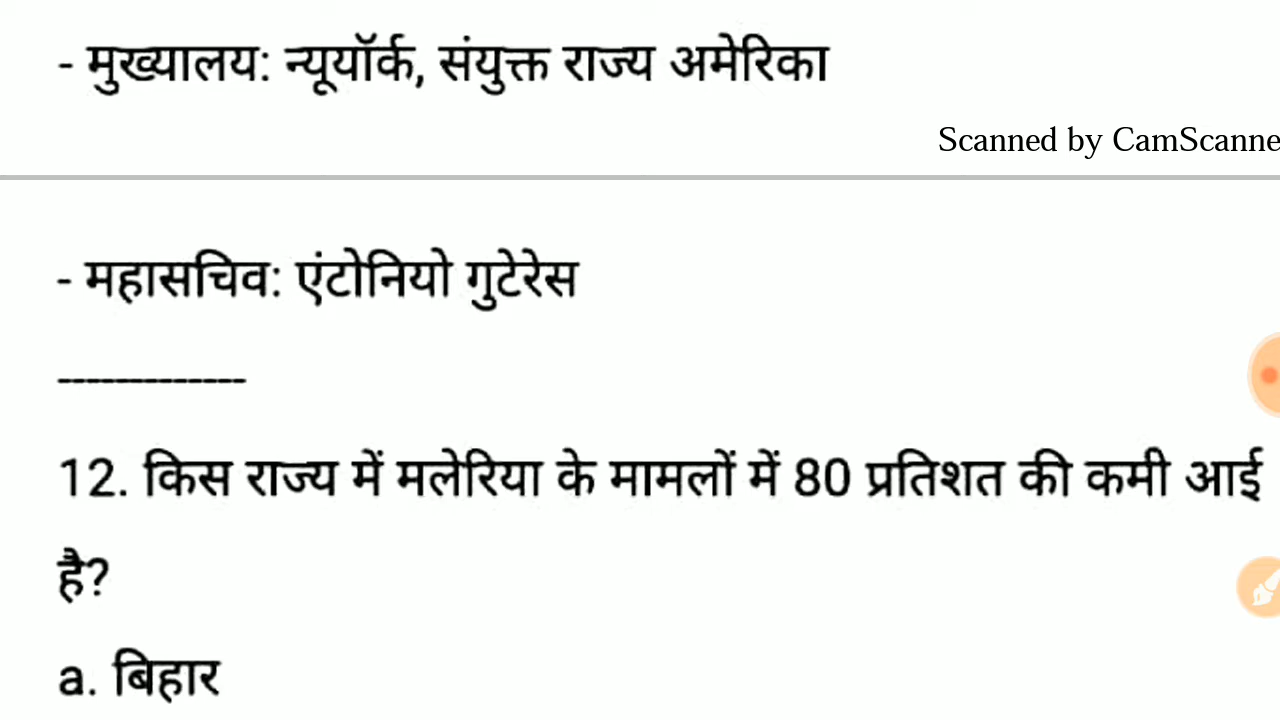 - मुख्यालय: न्यूयॉर्क, संयुक्त राज्य अमेरिका
Scanned by CamScanne
- महासचिव: एंटोनियो गुटेरेस
-------------
12. किस राज्य में मलेरिया के मामलों में 80 प्रतिशत की कमी आई
है?
a. बिहार